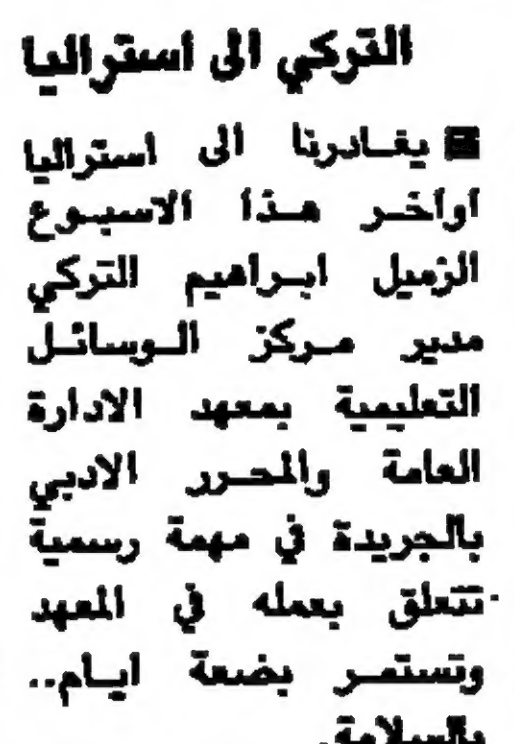 التركي الى استراليا
يغادرنا الى استراليا
اواخر هذا الاسبوع
الزميل ابراهيم التركي
مدير مركز الوسائل
التعليمية بمعهد الادارة
العامة والمحرر الادبي
بالجريدة في مهمة رسمية
تتعلق بعمله في المعهد
وتستمر بضعة ايام..
بالسلامة.